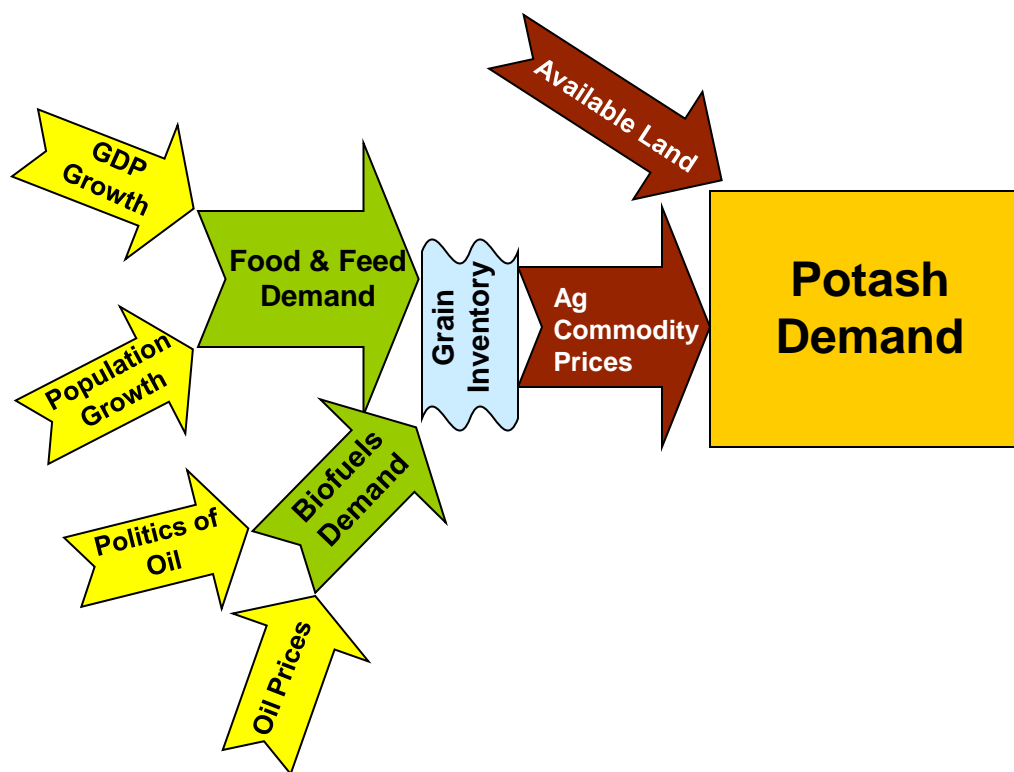 Available Land
GDP
Growth
Food & Feed
Demand
Grain
Inventory
Ag
Commodity
Prices
Potash
Demand
Population
Growth
Biofuels
Demand
Politics of
Oil
Oil Prices